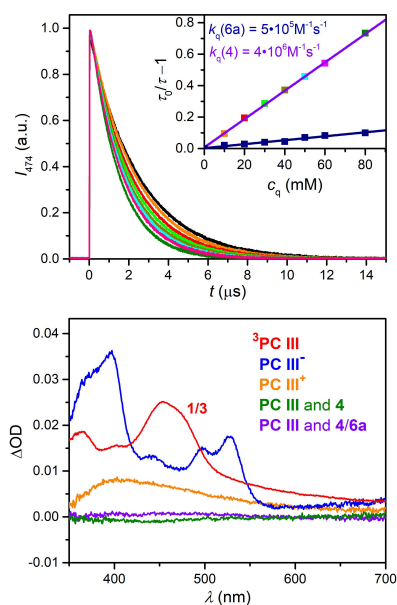 1.0
0.8
0.6
0.4
0.2
0.0
I₄₇₄ (a.u.)
0 2 4 6 8 10 12 14
t (μs)
0.8
0.6
0.4
0.2
0.0
τ₀/τ −1
0 20 40 60 80
c_q (mM)
k_q(6a) = 5•10⁵M⁻¹s⁻¹
k_q(4) = 4•10⁶M⁻¹s⁻¹
0.04
0.03
0.02
0.01
0.00
-0.01
ΔOD
400 500 600 700
λ (nm)
1/3
³PC III
PC III⁻
PC III⁺
PC III and 4
PC III and 4/6a